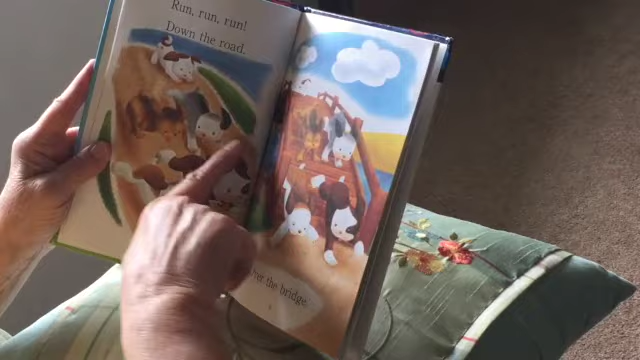 Run, run, run!
Down the road.
the bridge.